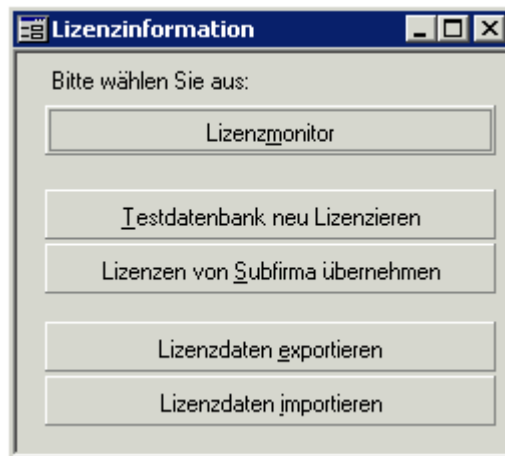 Lizenzinformation
Bitte wählen Sie aus:
Lizenzmonitor
Testdatenbank neu Lizenzieren
Lizenzen von Subfirma übernehmen
Lizenzdaten exportieren
Lizenzdaten importieren